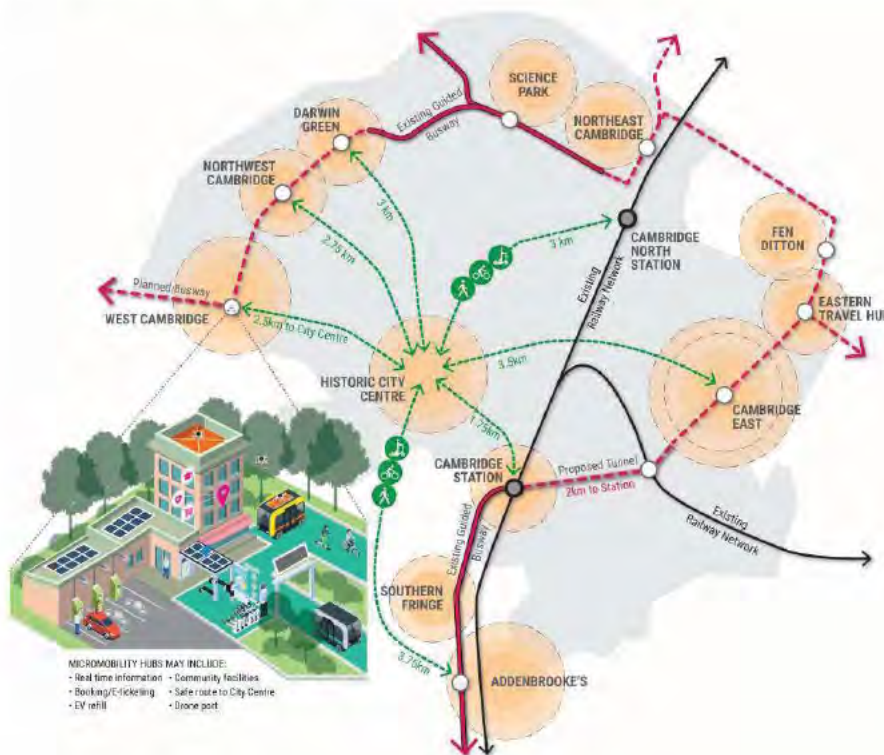 SCIENCE
PARK
DARWIN
GREEN
Existing Guided
Busway
NORTHEAST
CAMBRIDGE
NORTHWEST
CAMBRIDGE
3 km
2.75 km
3 km
CAMBRIDGE
NORTH
STATION
FEN
DITTON
Existing
Railway Network
Planned Busway
WEST CAMBRIDGE
2.5km to City Centre
EASTERN
TRAVEL HUB
HISTORIC CITY
CENTRE
3.5km
CAMBRIDGE
EAST
1.75km
CAMBRIDGE
STATION
Proposed Tunnel
2km to Station
Existing
Railway Network
Existing Guided
Busway
SOUTHERN
FRINGE
3.75km
ADDENBROOKE'S
MICROMOBILITY HUBS MAY INCLUDE:
• Real time information
• Booking/E-ticketing
• EV refill
• Community facilities
• Safe route to City Centre
• Drone port